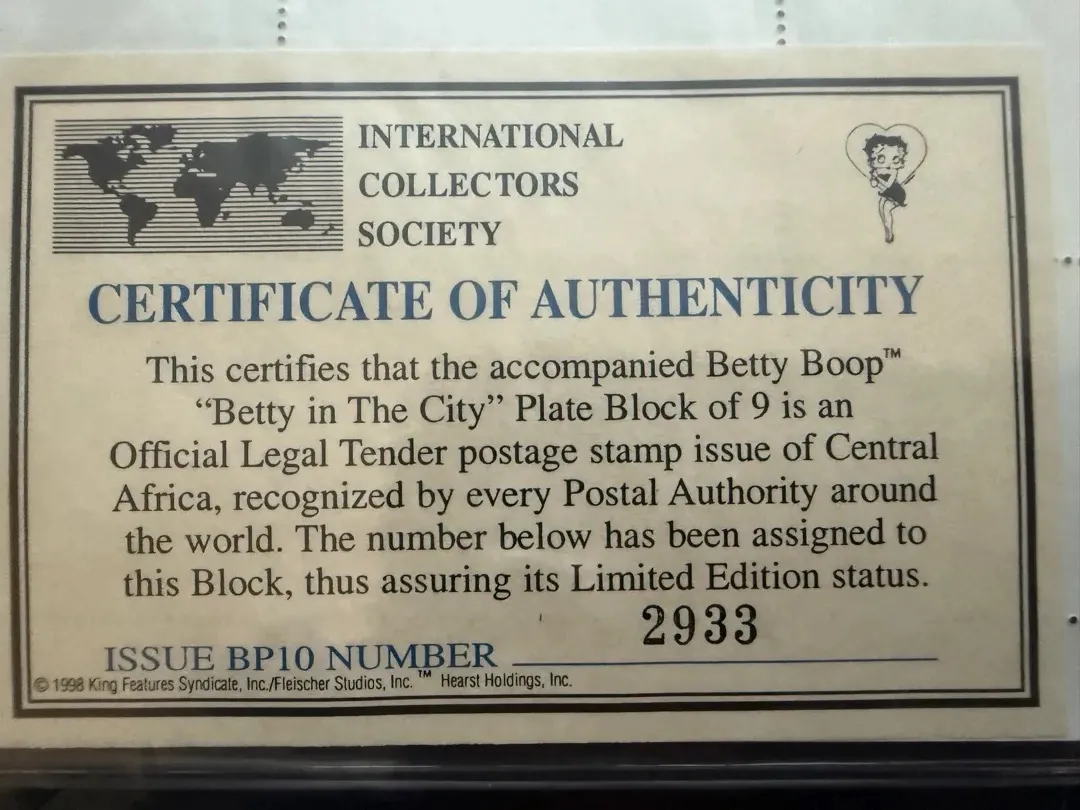 INTERNATIONAL
COLLECTORS
SOCIETY
CERTIFICATE OF AUTHENTICITY
This certifies that the accompanied Betty Boop™
“Betty in The City” Plate Block of 9 is an
Official Legal Tender postage stamp issue of Central
Africa, recognized by every Postal Authority around
the world. The number below has been assigned to
this Block, thus assuring its Limited Edition status.
2933
ISSUE BP10 NUMBER
© 1998 King Features Syndicate, Inc./Fleischer Studios, Inc. ™ Hearst Holdings, Inc.